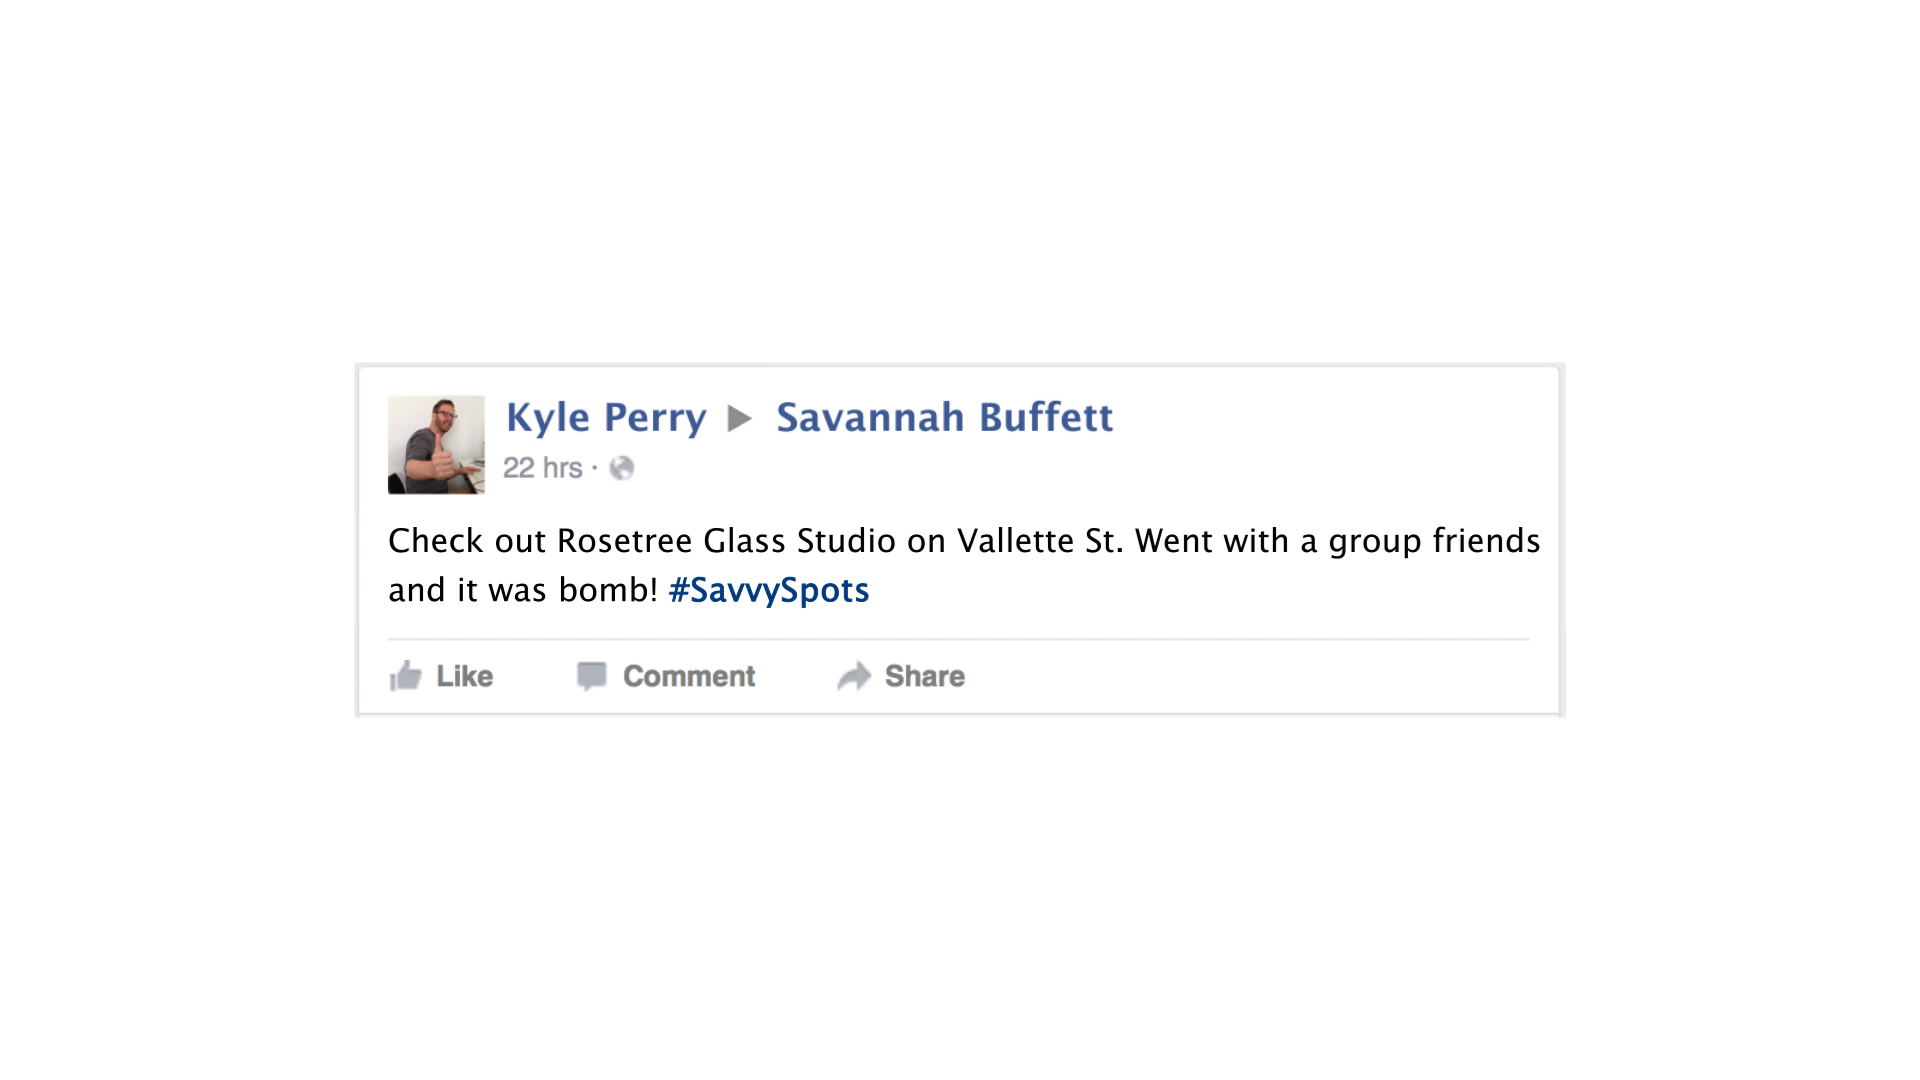 Kyle Perry ▶ Savannah Buffett
22 hrs ·
Check out Rosetree Glass Studio on Vallette St. Went with a group friends
and it was bomb! #SavvySpots
Like Comment Share